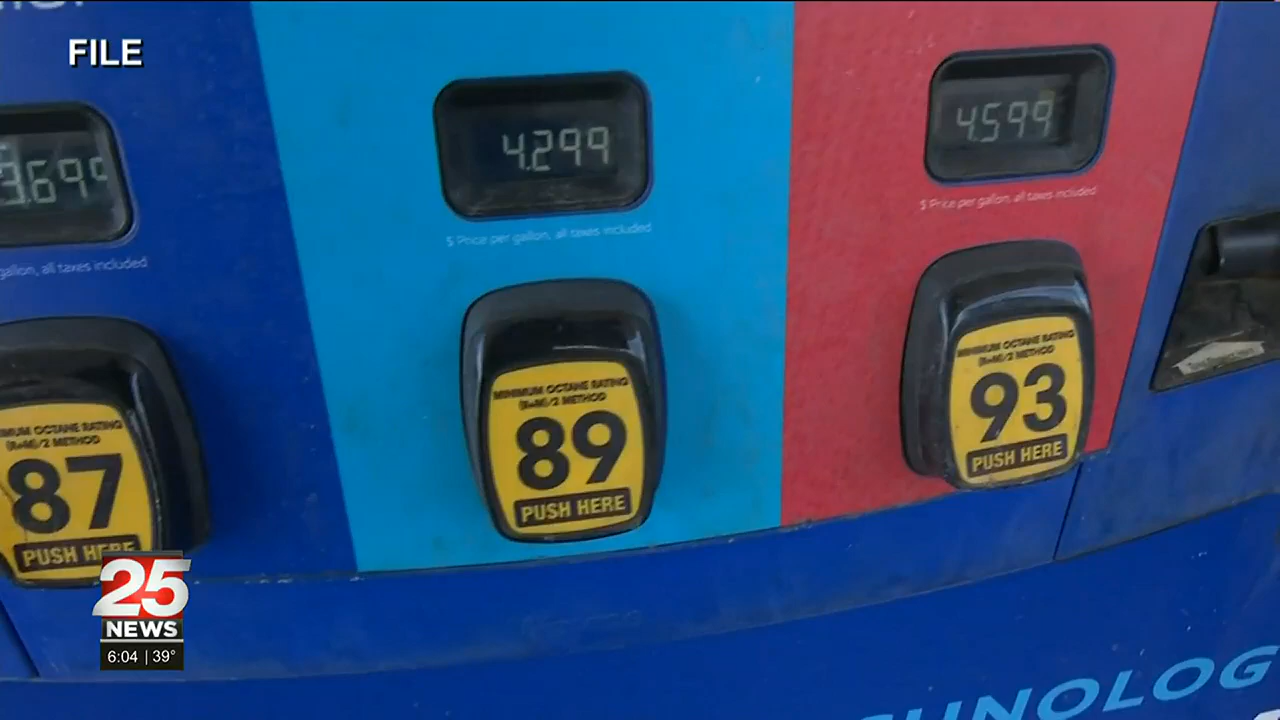 FILE
3.699
4.299
4.599
gallon, all taxes included
$ Price per gallon, all taxes included
$ Price per gallon, all taxes included
MINIMUM OCTANE RATING
(R+M)/2 METHOD
87
PUSH HERE
MINIMUM OCTANE RATING
(R+M)/2 METHOD
89
PUSH HERE
MINIMUM OCTANE RATING
(R+M)/2 METHOD
93
PUSH HERE
25
NEWS
6:04 | 39°
HNOLOG